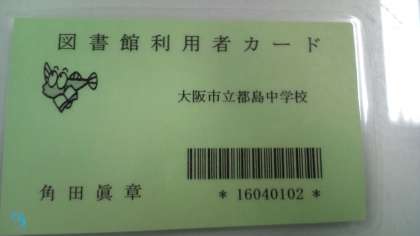 図書館利用者カード
大阪市立都島中学校
角田眞章
* 16040102 *